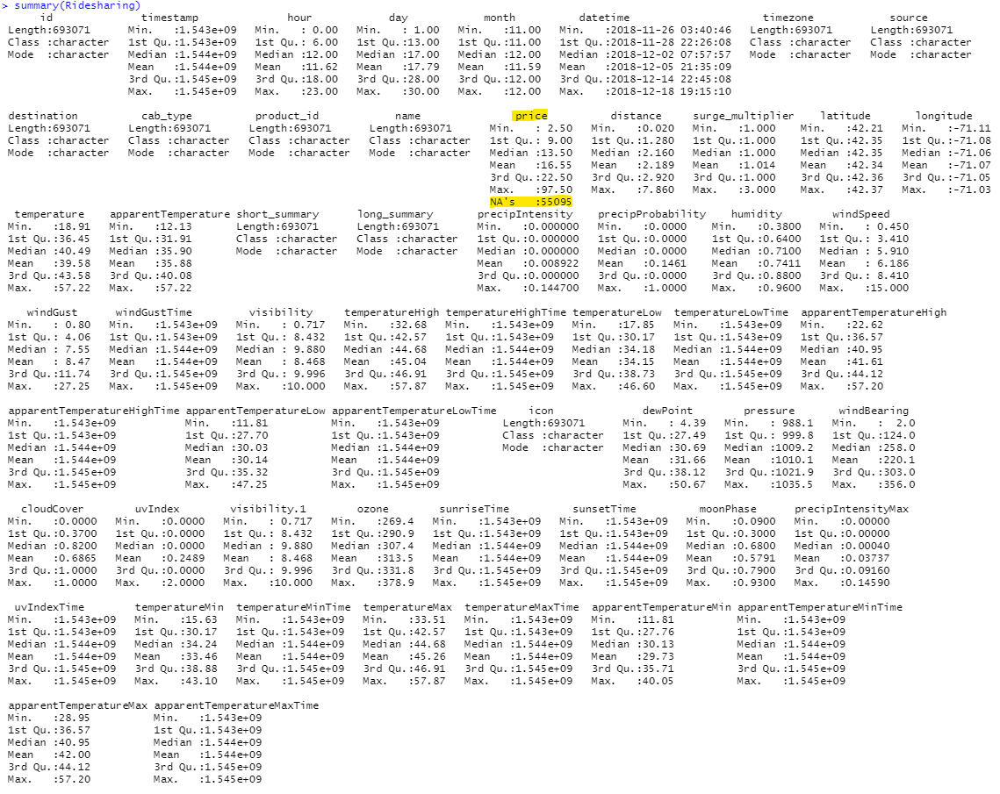 > summary(Ridesharing)
id timestamp hour day month datetime timezone source
Length:693071 Min. :1.543e+09 Min. : 0.00 Min. : 1.00 Min. :11.00 Min. :2018-11-26 03:40:46 Length:693071 Length:693071
Class :character 1st Qu.:1.543e+09 1st Qu.: 6.00 1st Qu.:13.00 1st Qu.:11.00 1st Qu.:2018-11-28 22:26:08 Class :character Class :character
Mode :character Median :1.544e+09 Median :12.00 Median :17.00 Median :12.00 Median :2018-12-02 07:57:57 Mode :character Mode :character
Mean :1.544e+09 Mean :11.62 Mean :17.79 Mean :11.59 Mean :2018-12-05 21:35:09
3rd Qu.:1.545e+09 3rd Qu.:18.00 3rd Qu.:28.00 3rd Qu.:12.00 3rd Qu.:2018-12-14 22:45:08
Max. :1.545e+09 Max. :23.00 Max. :30.00 Max. :12.00 Max. :2018-12-18 19:15:10
destination cab_type product_id name price distance surge_multiplier latitude longitude
Length:693071 Length:693071 Length:693071 Length:693071 Min. : 2.50 Min. :0.020 Min. :1.000 Min. :42.21 Min. :-71.11
Class :character Class :character Class :character Class :character 1st Qu.: 9.00 1st Qu.:1.280 1st Qu.:1.000 1st Qu.:42.35 1st Qu.:-71.08
Mode :character Mode :character Mode :character Mode :character Median :13.50 Median :2.160 Median :1.000 Median :42.35 Median :-71.06
Mean :16.55 Mean :2.189 Mean :1.014 Mean :42.34 Mean :-71.07
3rd Qu.:22.50 3rd Qu.:2.920 3rd Qu.:1.000 3rd Qu.:42.36 3rd Qu.:-71.05
Max. :97.50 Max. :7.860 Max. :3.000 Max. :42.37 Max. :-71.03
NA's :55095
temperature apparentTemperature short_summary long_summary precipIntensity precipProbability humidity windSpeed
Min. :18.91 Min. :12.13 Length:693071 Length:693071 Min. :0.000000 Min. :0.0000 Min. :0.3800 Min. : 0.450
1st Qu.:36.45 1st Qu.:31.91 Class :character Class :character 1st Qu.:0.000000 1st Qu.:0.0000 1st Qu.:0.6400 1st Qu.: 3.410
Median :40.49 Median :35.90 Mode :character Mode :character Median :0.000000 Median :0.0000 Median :0.7100 Median : 5.910
Mean :39.58 Mean :35.88 Mean :0.008922 Mean :0.1461 Mean :0.7411 Mean : 6.186
3rd Qu.:43.58 3rd Qu.:40.08 3rd Qu.:0.000000 3rd Qu.:0.0000 3rd Qu.:0.8800 3rd Qu.: 8.410
Max. :57.22 Max. :57.22 Max. :0.144700 Max. :1.0000 Max. :0.9600 Max. :15.000
windGust windGustTime visibility temperatureHigh temperatureHighTime temperatureLow temperatureLowTime apparentTemperatureHigh
Min. : 0.80 Min. :1.543e+09 Min. : 0.717 Min. :32.68 Min. :1.543e+09 Min. :17.85 Min. :1.543e+09 Min. :22.62
1st Qu.: 4.06 1st Qu.:1.543e+09 1st Qu.: 8.432 1st Qu.:42.57 1st Qu.:1.543e+09 1st Qu.:30.17 1st Qu.:1.543e+09 1st Qu.:36.57
Median : 7.55 Median :1.544e+09 Median : 9.880 Median :44.68 Median :1.544e+09 Median :34.18 Median :1.544e+09 Median :40.95
Mean : 8.47 Mean :1.544e+09 Mean : 8.468 Mean :45.04 Mean :1.544e+09 Mean :34.15 Mean :1.544e+09 Mean :41.61
3rd Qu.:11.74 3rd Qu.:1.545e+09 3rd Qu.: 9.996 3rd Qu.:46.91 3rd Qu.:1.545e+09 3rd Qu.:38.73 3rd Qu.:1.545e+09 3rd Qu.:44.12
Max. :27.25 Max. :1.545e+09 Max. :10.000 Max. :57.87 Max. :1.545e+09 Max. :46.60 Max. :1.545e+09 Max. :57.20
apparentTemperatureHighTime apparentTemperatureLow apparentTemperatureLowTime icon dewPoint pressure windBearing
Min. :1.543e+09 Min. :11.81 Min. :1.543e+09 Length:693071 Min. : 4.39 Min. : 988.1 Min. : 2.0
1st Qu.:1.543e+09 1st Qu.:27.70 1st Qu.:1.543e+09 Class :character 1st Qu.:27.49 1st Qu.: 999.8 1st Qu.:124.0
Median :1.544e+09 Median :30.03 Median :1.544e+09 Mode :character Median :30.69 Median :1009.2 Median :258.0
Mean :1.544e+09 Mean :30.14 Mean :1.544e+09 Mean :31.66 Mean :1010.1 Mean :220.1
3rd Qu.:1.545e+09 3rd Qu.:35.32 3rd Qu.:1.545e+09 3rd Qu.:38.12 3rd Qu.:1021.9 3rd Qu.:303.0
Max. :1.545e+09 Max. :47.25 Max. :1.545e+09 Max. :50.67 Max. :1035.5 Max. :356.0
cloudCover uvIndex visibility.1 ozone sunriseTime sunsetTime moonPhase precipIntensityMax
Min. :0.0000 Min. :0.0000 Min. : 0.717 Min. :269.4 Min. :1.543e+09 Min. :1.543e+09 Min. :0.0900 Min. :0.00000
1st Qu.:0.3700 1st Qu.:0.0000 1st Qu.: 8.432 1st Qu.:290.9 1st Qu.:1.543e+09 1st Qu.:1.543e+09 1st Qu.:0.3000 1st Qu.:0.00000
Median :0.8200 Median :0.0000 Median : 9.880 Median :307.4 Median :1.544e+09 Median :1.544e+09 Median :0.6800 Median :0.00040
Mean :0.6865 Mean :0.2489 Mean : 8.468 Mean :313.5 Mean :1.544e+09 Mean :1.544e+09 Mean :0.5791 Mean :0.03737
3rd Qu.:1.0000 3rd Qu.:0.0000 3rd Qu.: 9.996 3rd Qu.:331.8 3rd Qu.:1.545e+09 3rd Qu.:1.545e+09 3rd Qu.:0.7900 3rd Qu.:0.09160
Max. :1.0000 Max. :2.0000 Max. :10.000 Max. :378.9 Max. :1.545e+09 Max. :1.545e+09 Max. :0.9300 Max. :0.14590
uvIndexTime temperatureMin temperatureMinTime temperatureMax temperatureMaxTime apparentTemperatureMin apparentTemperatureMinTime
Min. :1.543e+09 Min. :15.63 Min. :1.543e+09 Min. :33.51 Min. :1.543e+09 Min. :11.81 Min. :1.543e+09
1st Qu.:1.543e+09 1st Qu.:30.17 1st Qu.:1.543e+09 1st Qu.:42.57 1st Qu.:1.543e+09 1st Qu.:27.76 1st Qu.:1.543e+09
Median :1.544e+09 Median :34.24 Median :1.544e+09 Median :44.68 Median :1.544e+09 Median :30.13 Median :1.544e+09
Mean :1.544e+09 Mean :33.46 Mean :1.544e+09 Mean :45.26 Mean :1.544e+09 Mean :29.73 Mean :1.544e+09
3rd Qu.:1.545e+09 3rd Qu.:38.88 3rd Qu.:1.545e+09 3rd Qu.:46.91 3rd Qu.:1.545e+09 3rd Qu.:35.71 3rd Qu.:1.545e+09
Max. :1.545e+09 Max. :43.10 Max. :1.545e+09 Max. :57.87 Max. :1.545e+09 Max. :40.05 Max. :1.545e+09
apparentTemperatureMax apparentTemperatureMaxTime
Min. :28.95 Min. :1.543e+09
1st Qu.:36.57 1st Qu.:1.543e+09
Median :40.95 Median :1.544e+09
Mean :42.00 Mean :1.544e+09
3rd Qu.:44.12 3rd Qu.:1.545e+09
Max. :57.20 Max. :1.545e+09